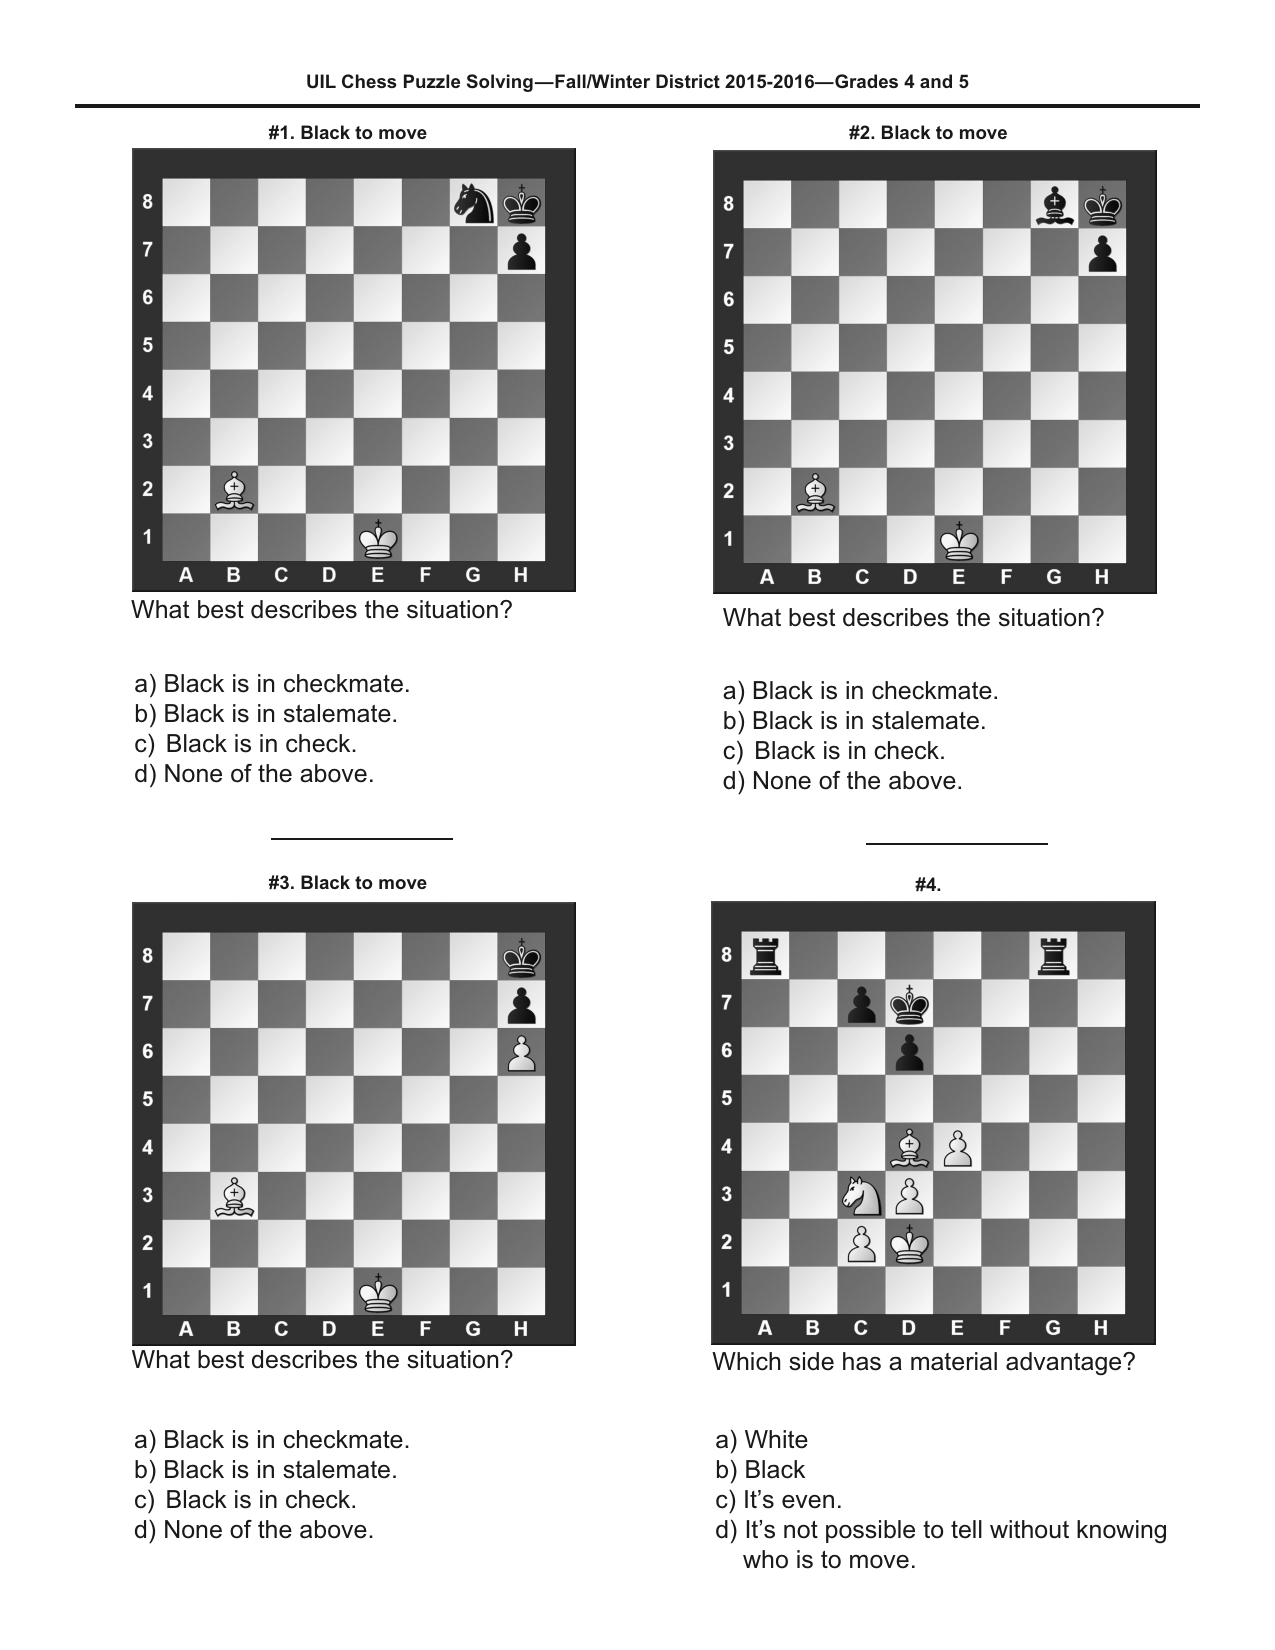 UIL Chess Puzzle Solving—Fall/Winter District 2015-2016—Grades 4 and 5
#1. Black to move
8
7
6
5
4
3
2
1
A B C D E F G H
What best describes the situation?
a) Black is in checkmate.
b) Black is in stalemate.
c) Black is in check.
d) None of the above.
#2. Black to move
8
7
6
5
4
3
2
1
A B C D E F G H
What best describes the situation?
a) Black is in checkmate.
b) Black is in stalemate.
c) Black is in check.
d) None of the above.
#3. Black to move
8
7
6
5
4
3
2
1
A B C D E F G H
What best describes the situation?
a) Black is in checkmate.
b) Black is in stalemate.
c) Black is in check.
d) None of the above.
#4.
8
7
6
5
4
3
2
1
A B C D E F G H
Which side has a material advantage?
a) White
b) Black
c) It’s even.
d) It’s not possible to tell without knowing
who is to move.